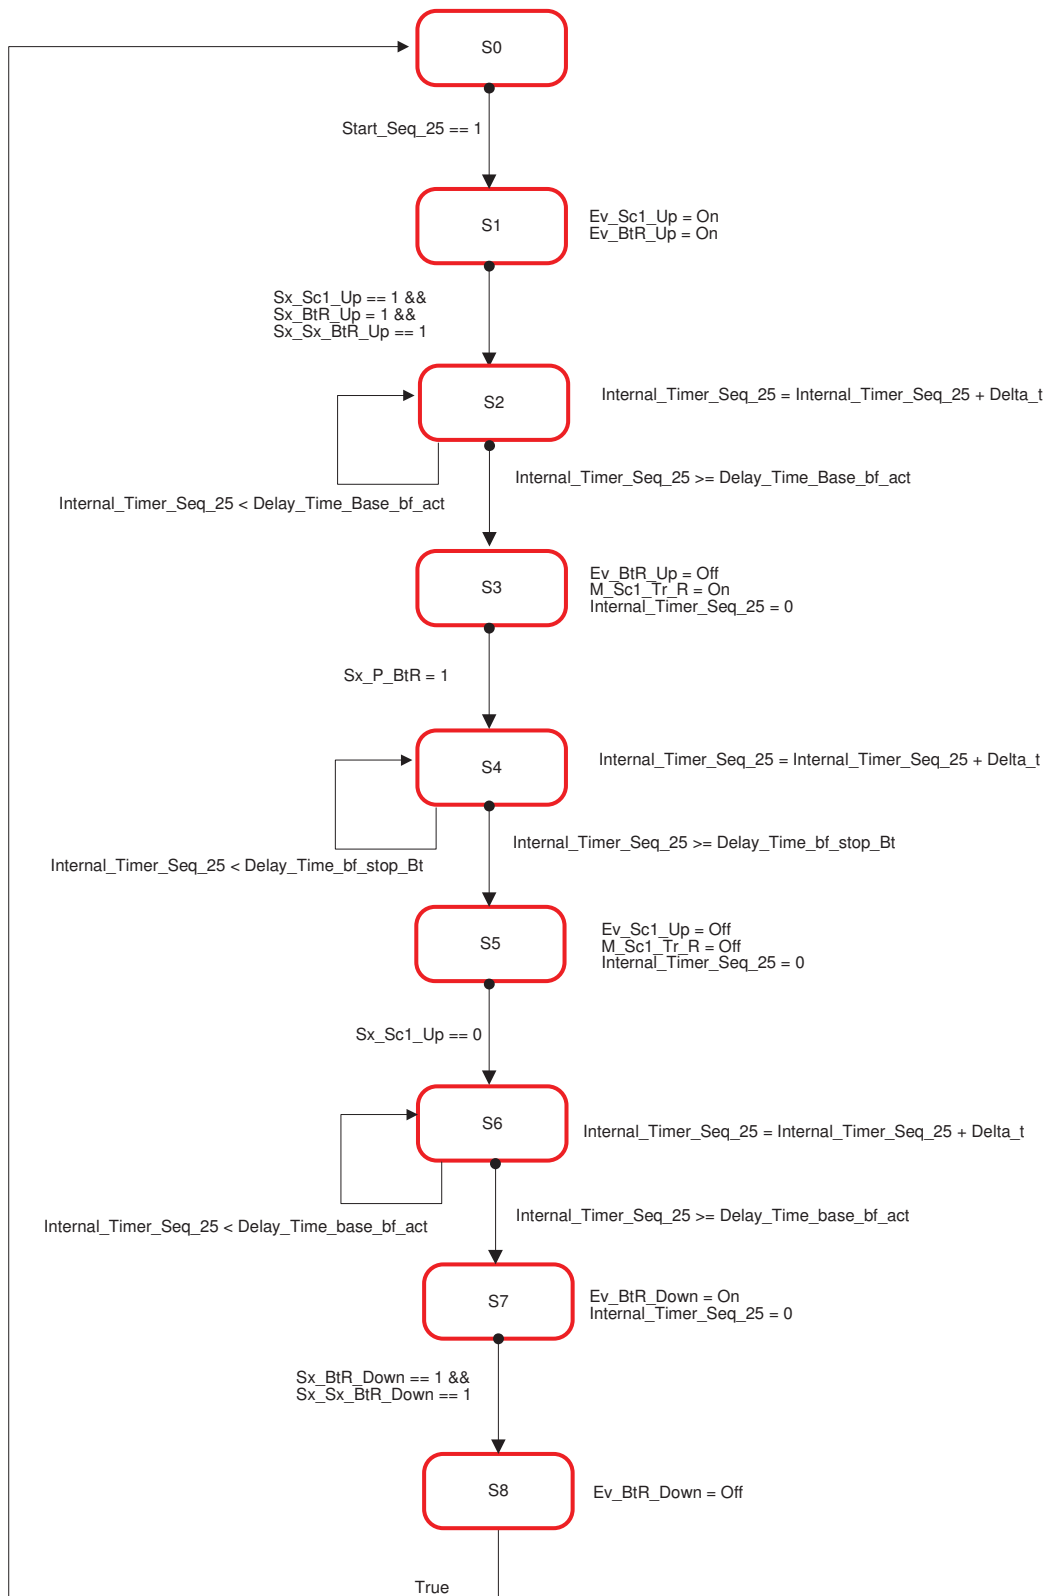 S0
Start_Seq_25 == 1
S1
Ev_Sc1_Up = On
Ev_BtR_Up = On
Sx_Sc1_Up == 1 &&
Sx_BtR_Up = 1 &&
Sx_Sx_BtR_Up == 1
S2
Internal_Timer_Seq_25 = Internal_Timer_Seq_25 + Delta_t
Internal_Timer_Seq_25 < Delay_Time_Base_bf_act
Internal_Timer_Seq_25 >= Delay_Time_Base_bf_act
S3
Ev_BtR_Up = Off
M_Sc1_Tr_R = On
Internal_Timer_Seq_25 = 0
Sx_P_BtR = 1
S4
Internal_Timer_Seq_25 = Internal_Timer_Seq_25 + Delta_t
Internal_Timer_Seq_25 < Delay_Time_bf_stop_Bt
Internal_Timer_Seq_25 >= Delay_Time_bf_stop_Bt
S5
Ev_Sc1_Up = Off
M_Sc1_Tr_R = Off
Internal_Timer_Seq_25 = 0
Sx_Sc1_Up == 0
S6
Internal_Timer_Seq_25 = Internal_Timer_Seq_25 + Delta_t
Internal_Timer_Seq_25 < Delay_Time_base_bf_act
Internal_Timer_Seq_25 >= Delay_Time_base_bf_act
S7
Ev_BtR_Down = On
Internal_Timer_Seq_25 = 0
Sx_BtR_Down == 1 &&
Sx_Sx_BtR_Down == 1
S8
Ev_BtR_Down = Off
True